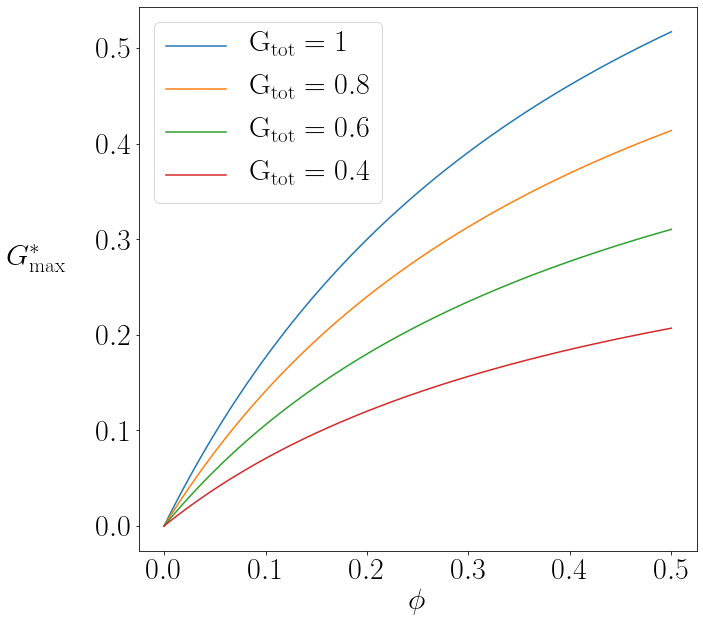 G_tot = 1
G_tot = 0.8
G_tot = 0.6
G_tot = 0.4
0.5
0.4
0.3
G*_max
0.2
0.1
0.0
0.0 0.1 0.2 0.3 0.4 0.5
ϕ